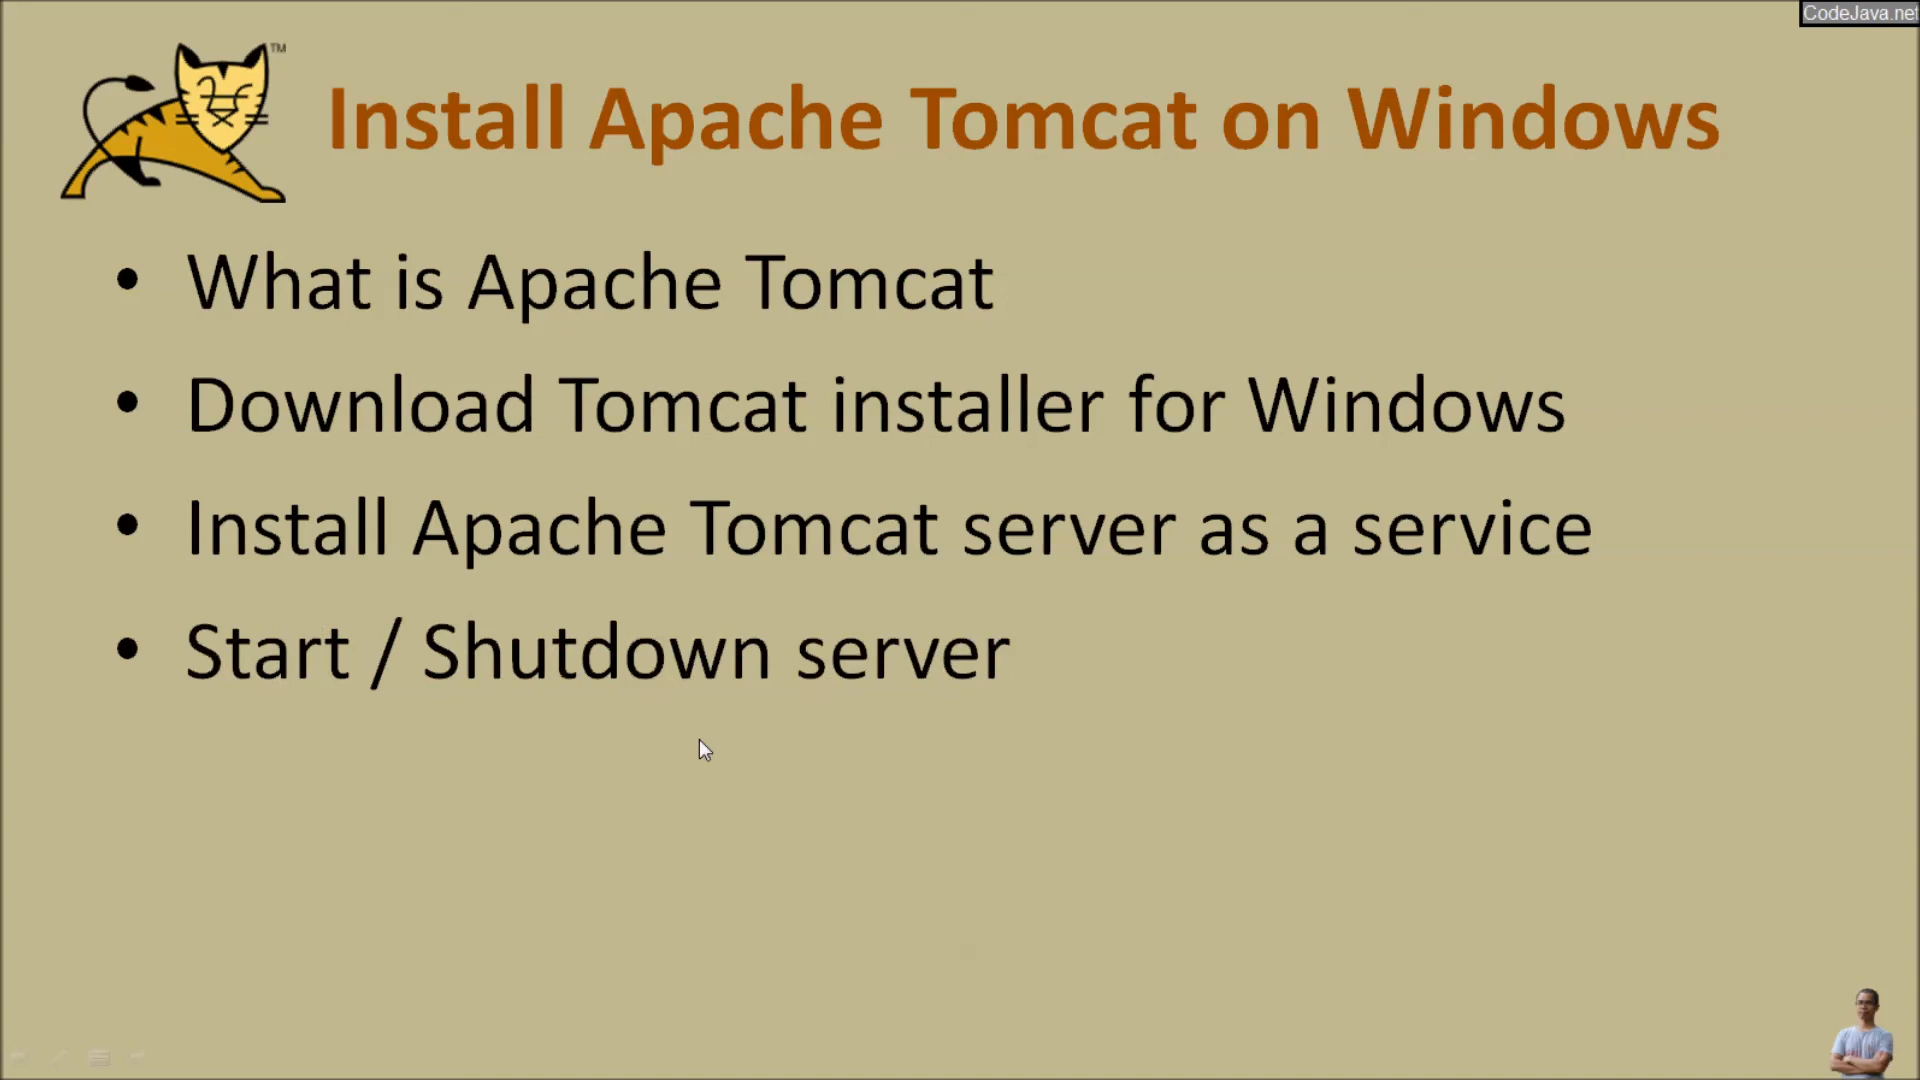 CodeJava.net
TM
Install Apache Tomcat on Windows
• What is Apache Tomcat
• Download Tomcat installer for Windows
• Install Apache Tomcat server as a service
• Start / Shutdown server